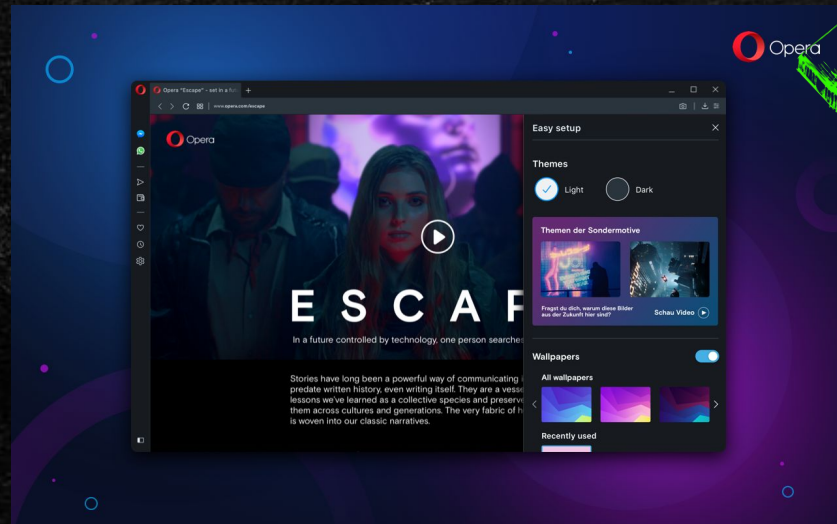 Opera
Opera "Escape" - set in a fut
www.opera.com/escape
Opera
ESCAP
In a future controlled by technology, one person searches
Stories have long been a powerful way of communicating
predate written history, even writing itself. They are a
lessons we've learned as a collective species and
them across cultures and generations. The very fabric of
is woven into our classic narratives.
Easy setup
Themes
Light
Dark
Themen der Sondermotive
Fragst du dich, warum diese Bilder
aus der Zukunft hier sind?
Schau Video
Wallpapers
All wallpapers
Recently used